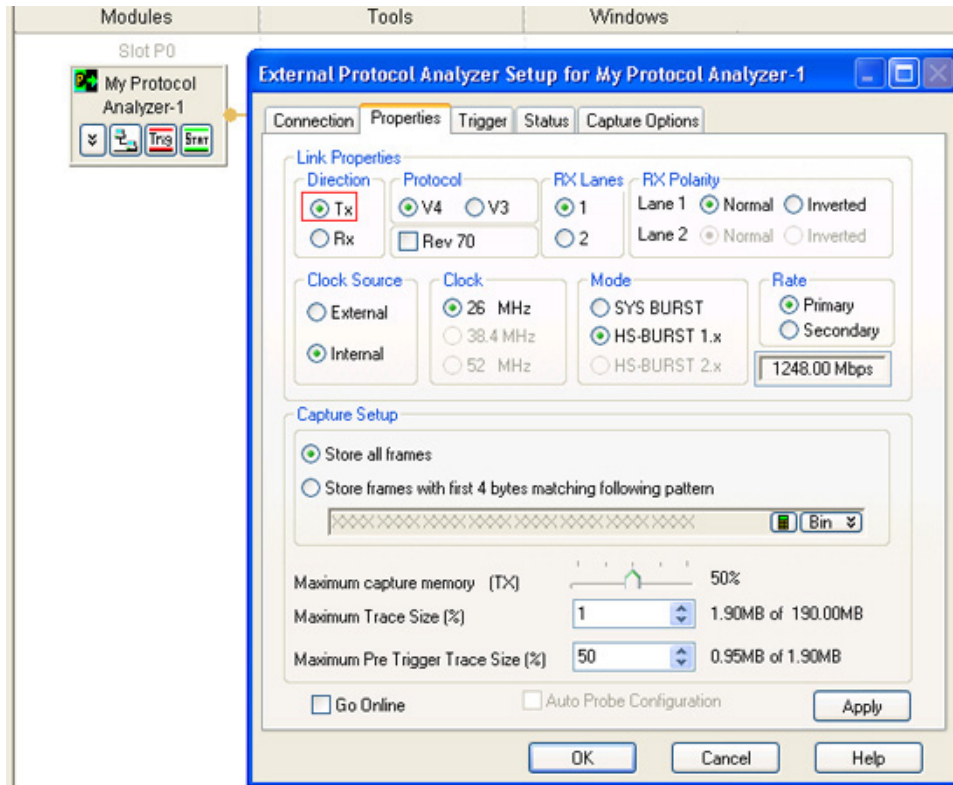 Modules Tools Windows
Slot P0
My Protocol
Analyzer-1
Trig STAT
External Protocol Analyzer Setup for My Protocol Analyzer-1
Connection Properties Trigger Status Capture Options
Link Properties
Direction Protocol RX Lanes RX Polarity
Tx V4 V3 1 Lane 1 Normal Inverted
Rx Rev 70 2 Lane 2 Normal Inverted
Clock Source Clock Mode Rate
External 26 MHz SYS BURST Primary
38.4 MHz HS-BURST 1.x Secondary
Internal 52 MHz HS-BURST 2.x 1248.00 Mbps
Capture Setup
Store all frames
Store frames with first 4 bytes matching following pattern
XXXX XXXX XXXX XXXX XXXX XXXX XXXX XXXX Bin
Maximum capture memory (TX) 50%
Maximum Trace Size (%) 1 1.90MB of 190.00MB
Maximum Pre Trigger Trace Size (%) 50 0.95MB of 1.90MB
Go Online Auto Probe Configuration Apply
OK Cancel Help